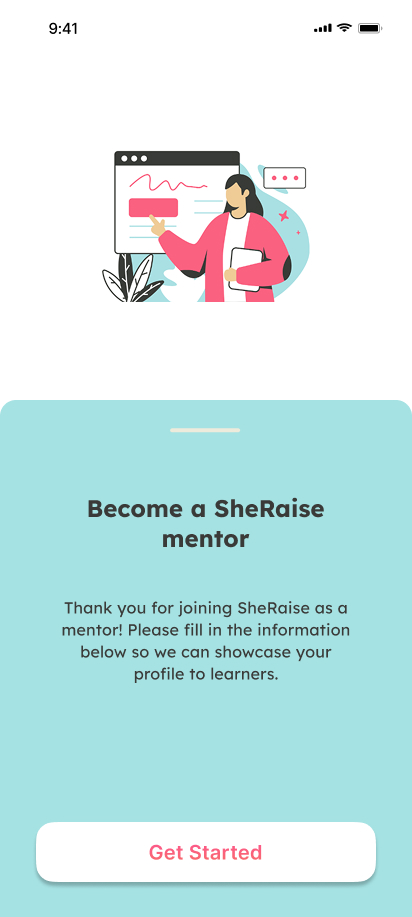 9:41
Become a SheRaise
mentor
Thank you for joining SheRaise as a
mentor! Please fill in the information
below so we can showcase your
profile to learners.
Get Started